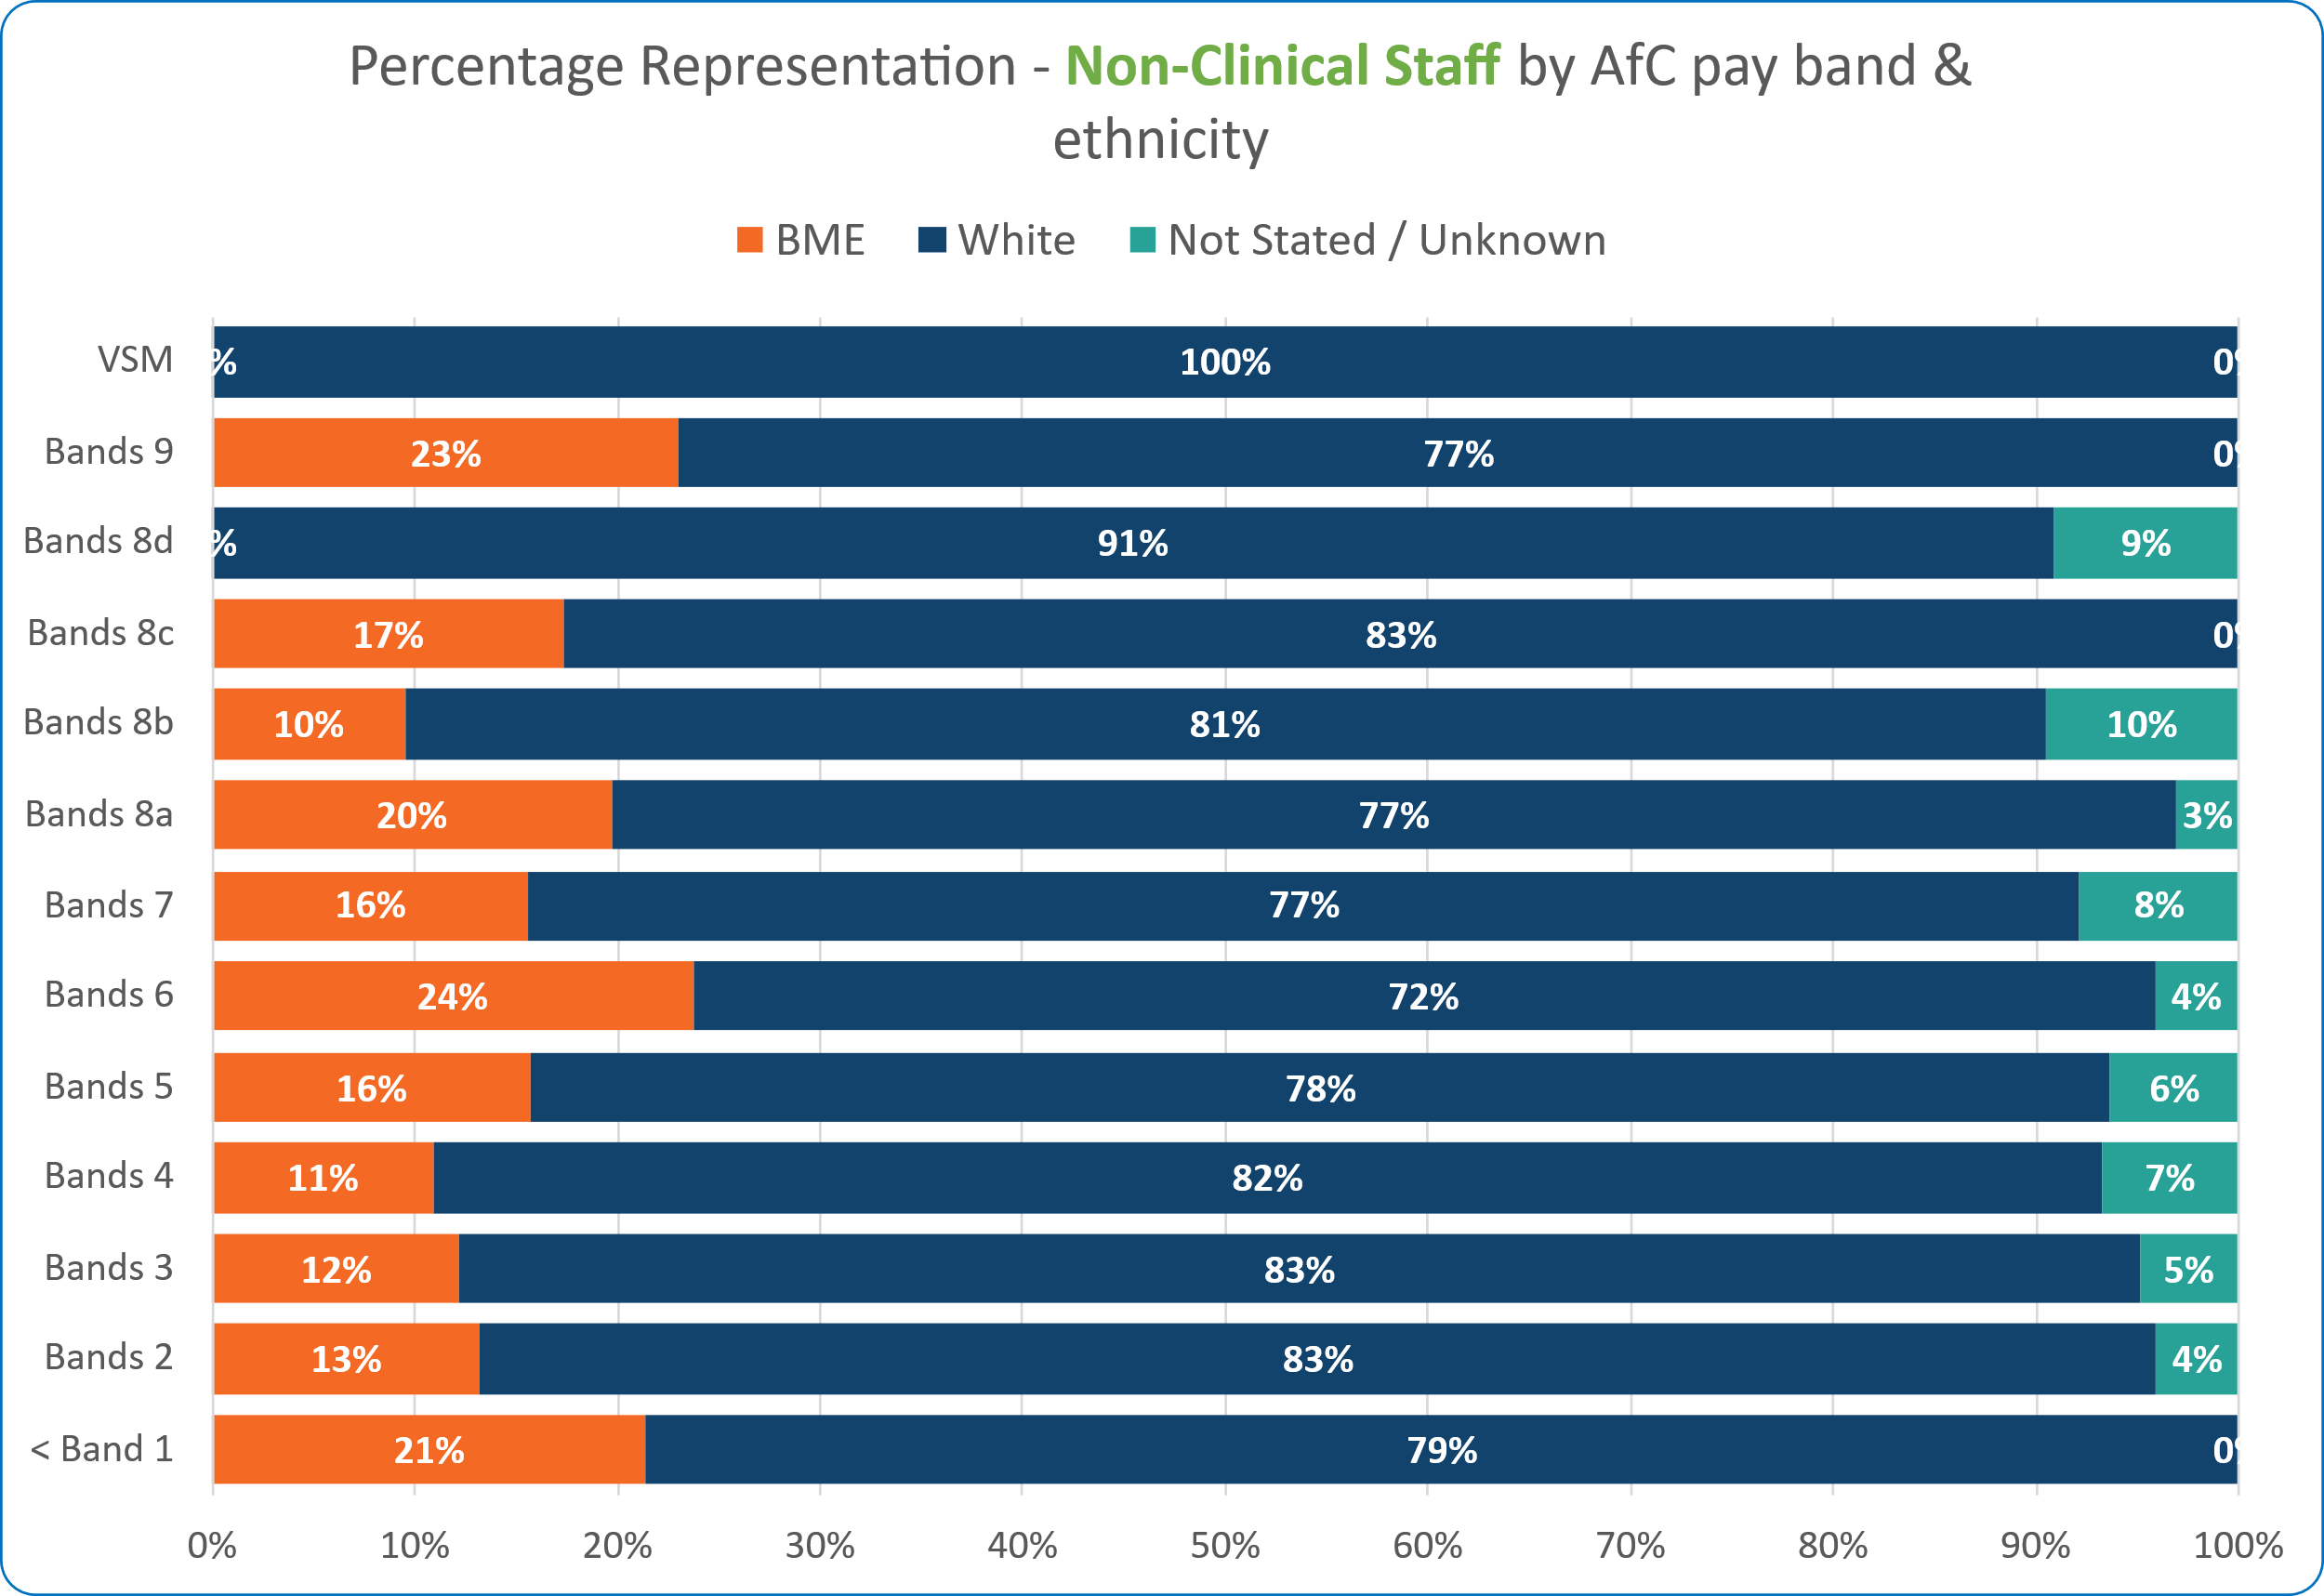 Percentage Representation - Non-Clinical Staff by AfC pay band &
ethnicity
BME White Not Stated / Unknown
VSM % 100% 0%
Bands 9 23% 77% 0%
Bands 8d % 91% 9%
Bands 8c 17% 83% 0%
Bands 8b 10% 81% 10%
Bands 8a 20% 77% 3%
Bands 7 16% 77% 8%
Bands 6 24% 72% 4%
Bands 5 16% 78% 6%
Bands 4 11% 82% 7%
Bands 3 12% 83% 5%
Bands 2 13% 83% 4%
< Band 1 21% 79% 0%
0% 10% 20% 30% 40% 50% 60% 70% 80% 90% 100%